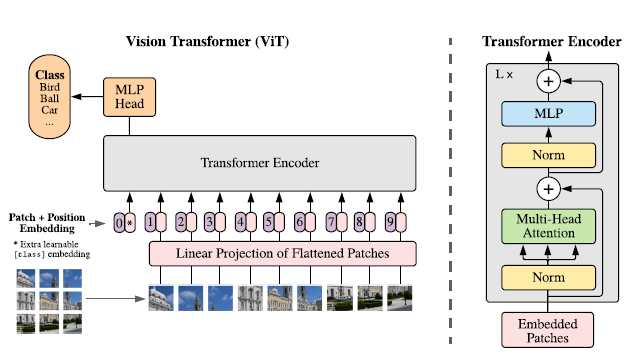 Vision Transformer (ViT)
Class
Bird
Ball
Car
...
MLP
Head
Transformer Encoder
Patch + Position
Embedding
0 * 1 2 3 4 5 6 7 8 9
* Extra learnable
[class] embedding
Linear Projection of Flattened Patches
Transformer Encoder
L x
+
MLP
Norm
+
Multi-Head
Attention
Norm
Embedded
Patches